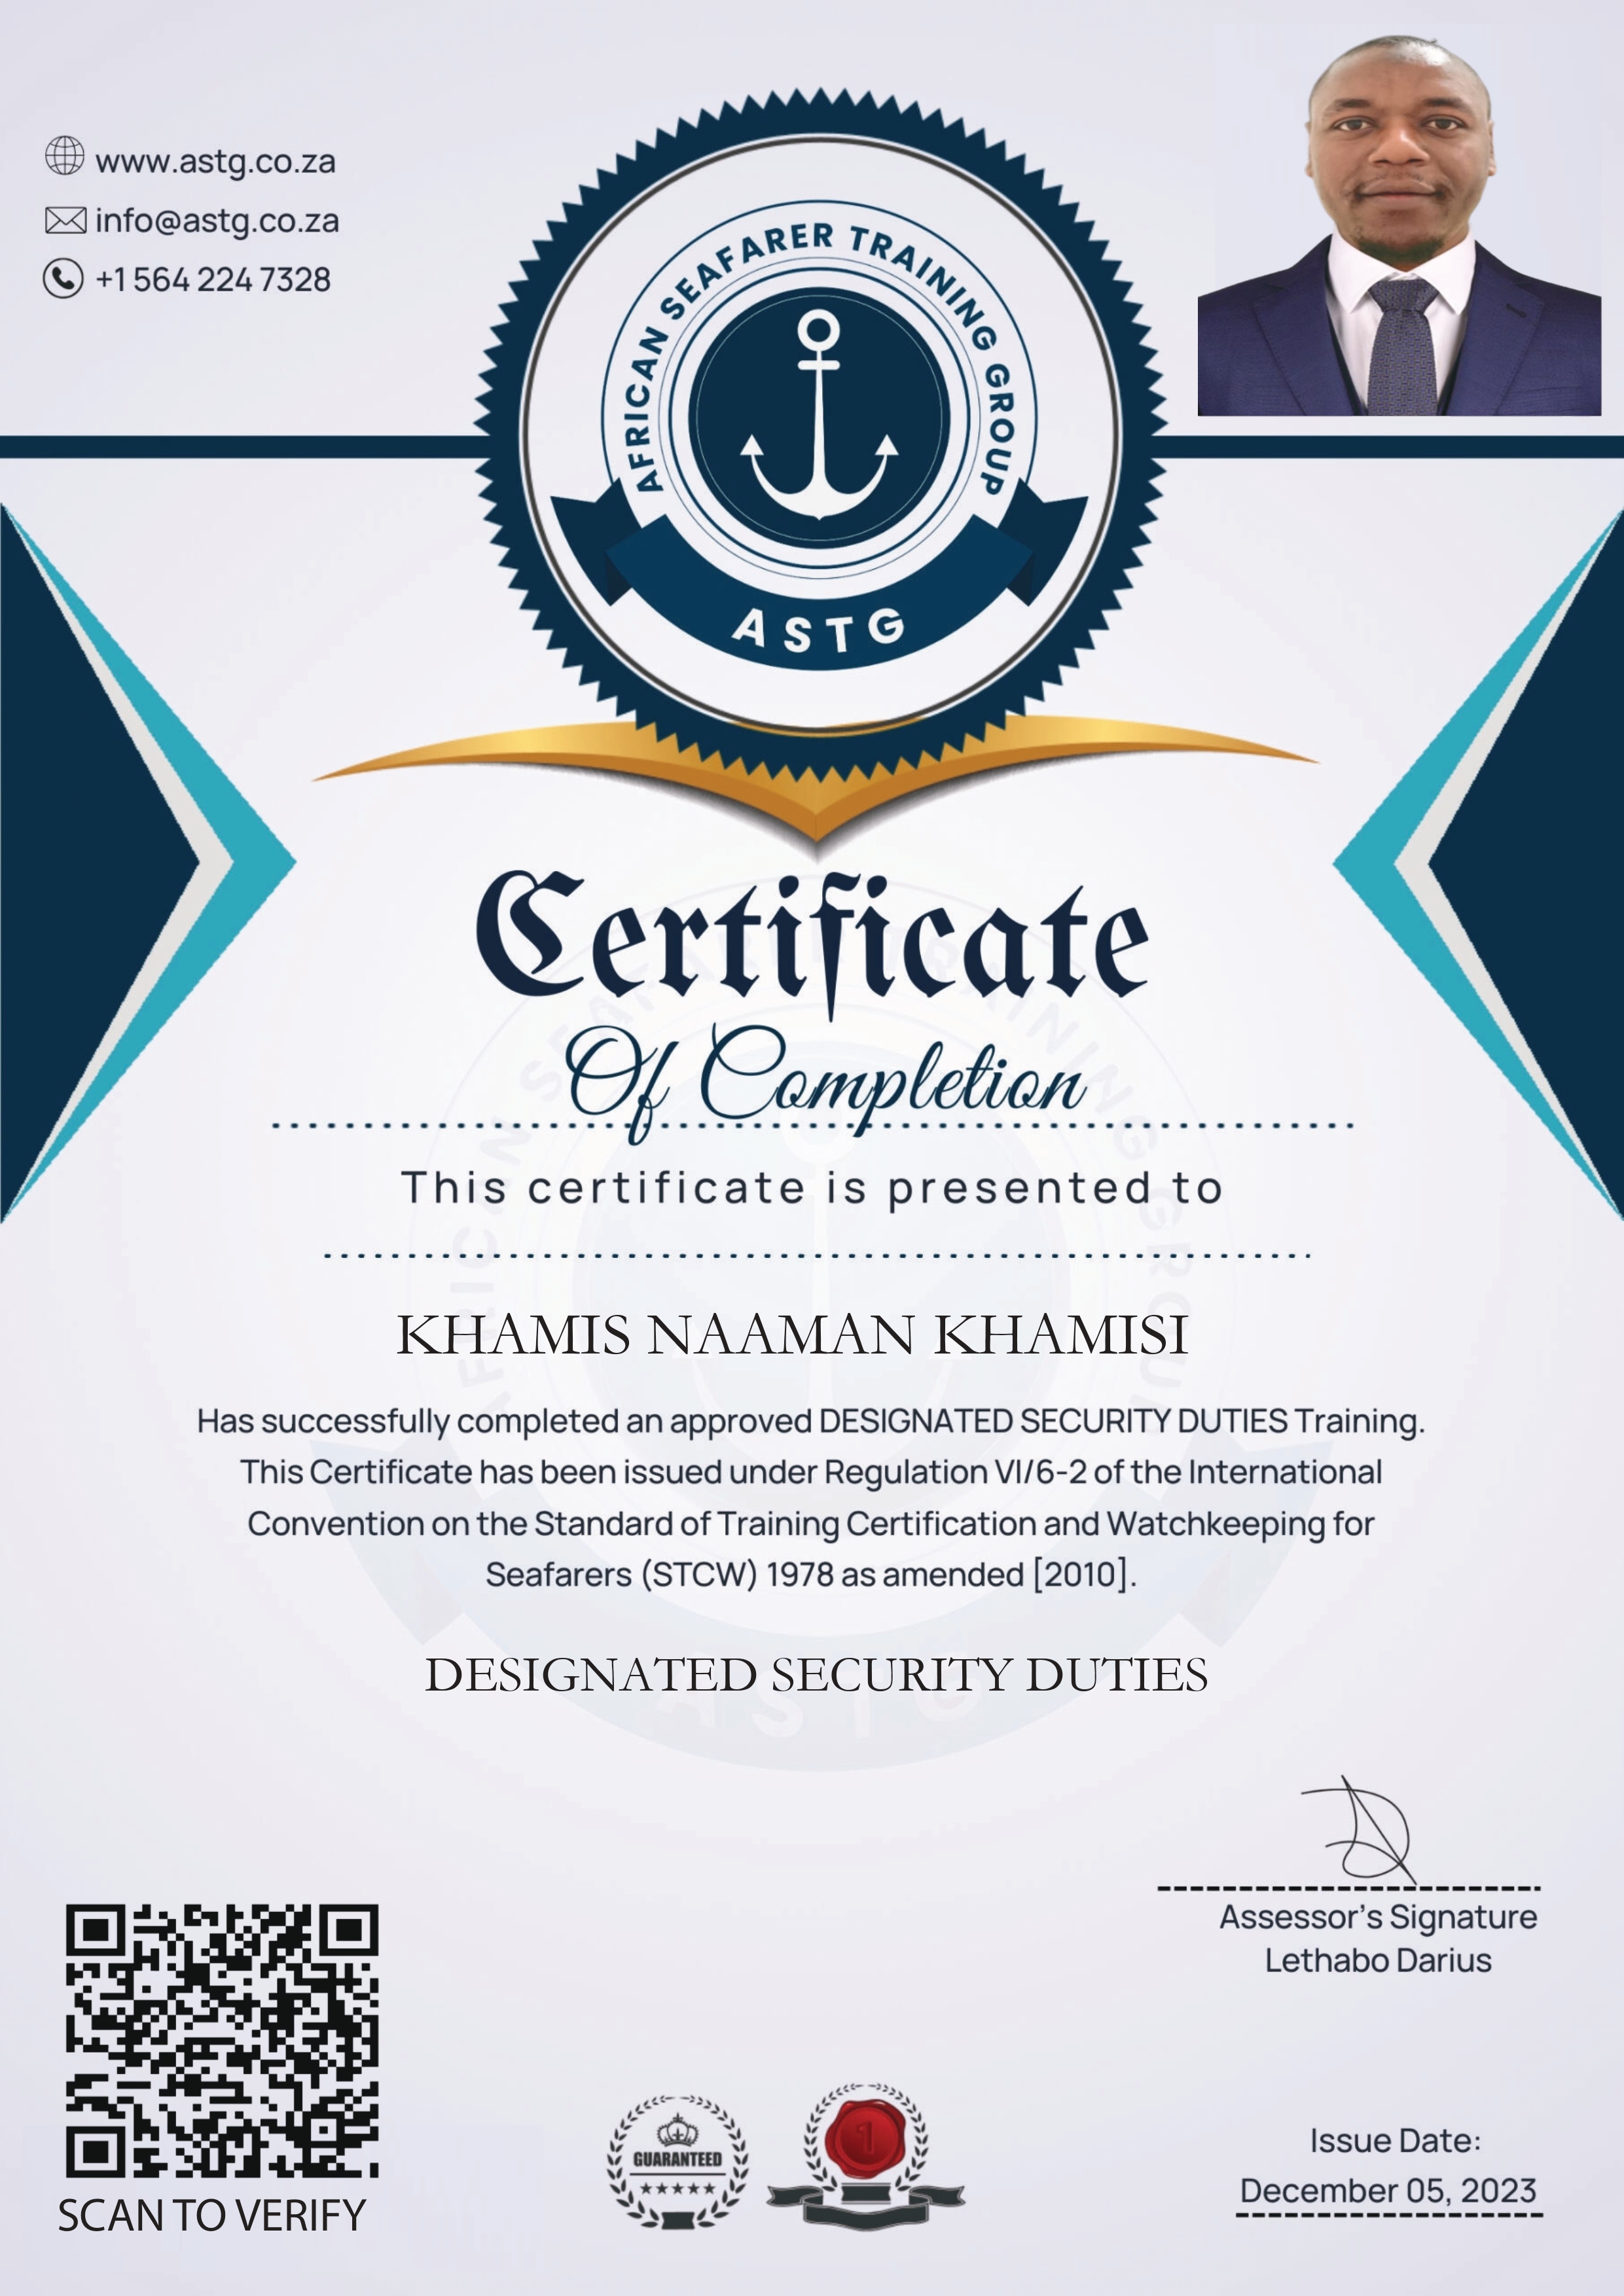 www.astg.co.za
info@astg.co.za
+1 564 224 7328
AFRICAN SEAFARER TRAINING GROUP
ASTG
Certificate
Of Completion
This certificate is presented to
KHAMIS NAAMAN KHAMISI
Has successfully completed an approved DESIGNATED SECURITY DUTIES Training.
This Certificate has been issued under Regulation VI/6-2 of the International
Convention on the Standard of Training Certification and Watchkeeping for
Seafarers (STCW) 1978 as amended [2010].
DESIGNATED SECURITY DUTIES
Assessor's Signature
Lethabo Darius
SCAN TO VERIFY
GUARANTEED
1
Issue Date:
December 05, 2023